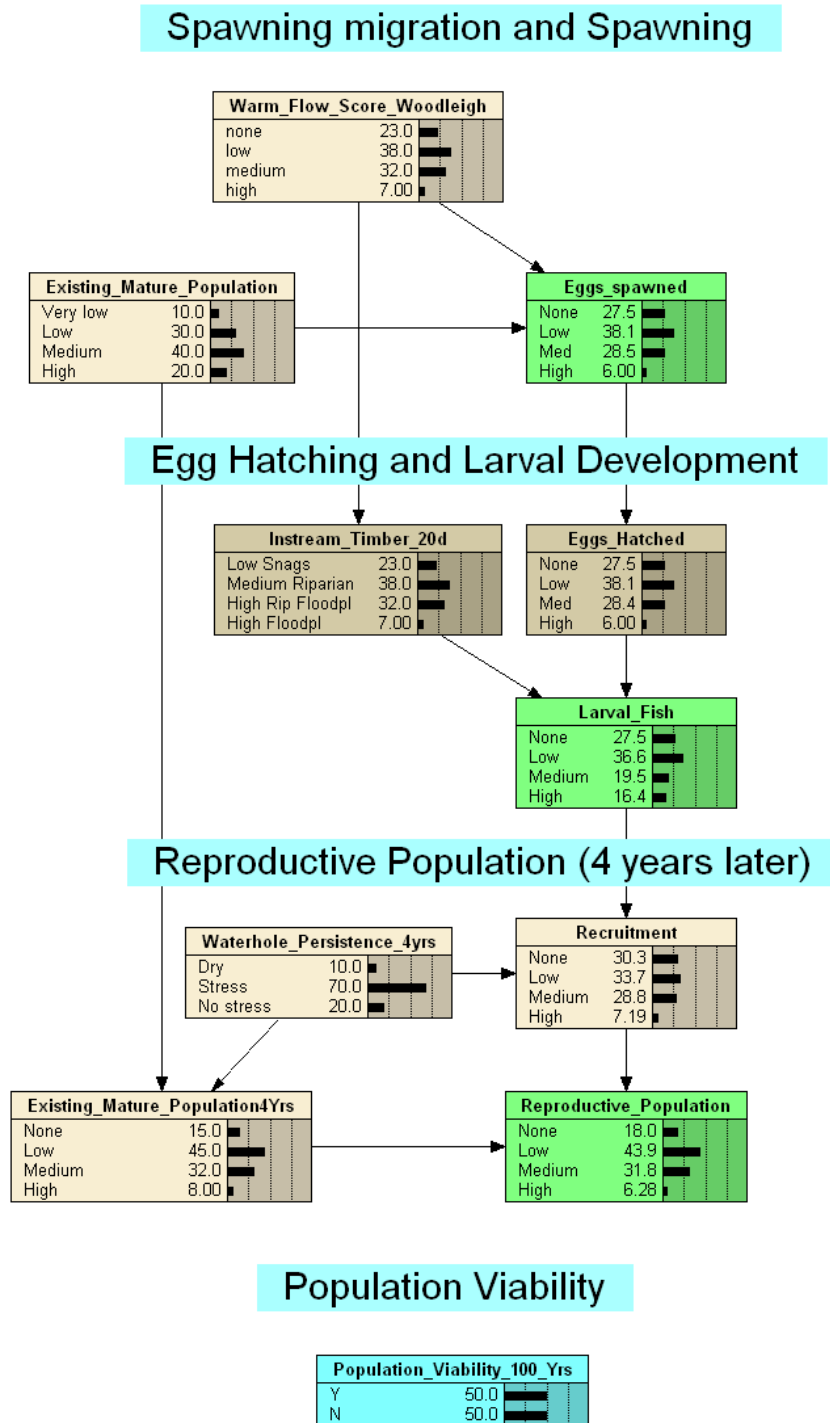 Spawning migration and Spawning
Warm_Flow_Score_Woodleigh
none 23.0
low 38.0
medium 32.0
high 7.00
Existing_Mature_Population
Very low 10.0
Low 30.0
Medium 40.0
High 20.0
Eggs_spawned
None 27.5
Low 38.1
Med 28.5
High 6.00
Egg Hatching and Larval Development
Instream_Timber_20d
Low Snags 23.0
Medium Riparian 38.0
High Rip Floodpl 32.0
High Floodpl 7.00
Eggs_Hatched
None 27.5
Low 38.1
Med 28.4
High 6.00
Larval_Fish
None 27.5
Low 36.6
Medium 19.5
High 16.4
Reproductive Population (4 years later)
Waterhole_Persistence_4yrs
Dry 10.0
Stress 70.0
No stress 20.0
Recruitment
None 30.3
Low 33.7
Medium 28.8
High 7.19
Existing_Mature_Population4Yrs
None 15.0
Low 45.0
Medium 32.0
High 8.00
Reproductive_Population
None 18.0
Low 43.9
Medium 31.8
High 6.28
Population Viability
Population_Viability_100_Yrs
Y 50.0
N 50.0